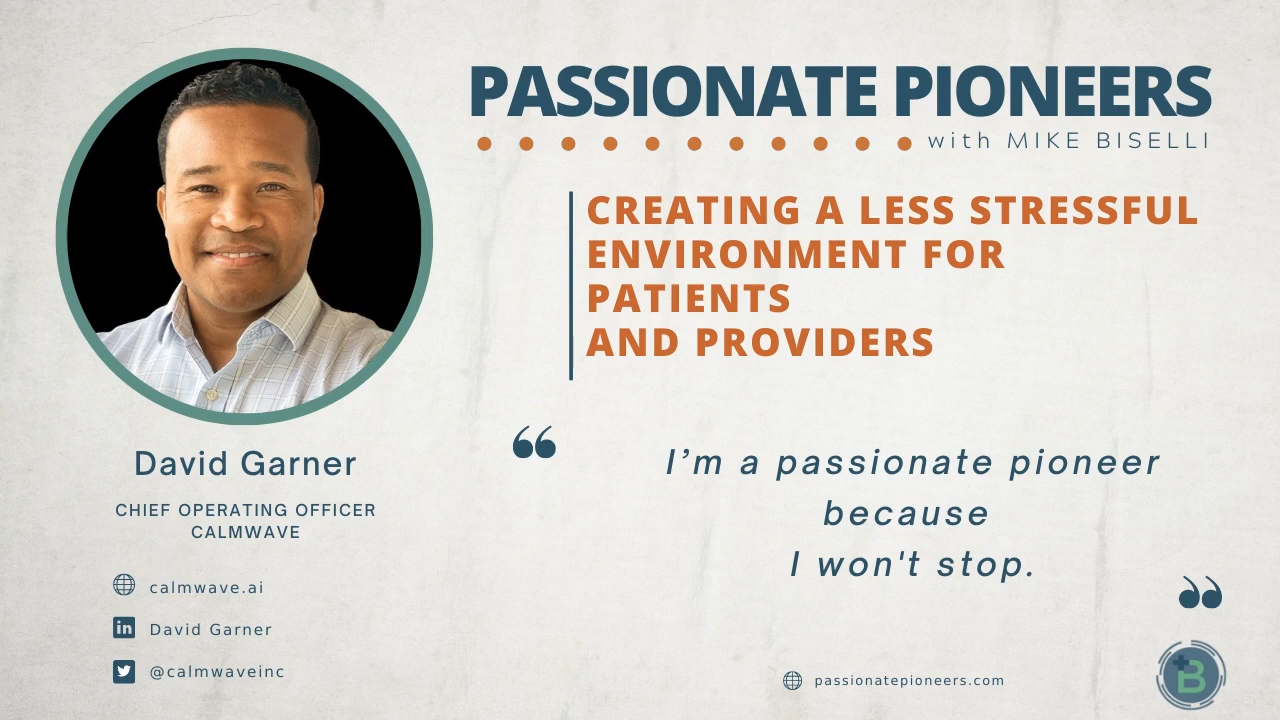 PASSIONATE PIONEERS
with MIKE BISELLI
CREATING A LESS STRESSFUL
ENVIRONMENT FOR
PATIENTS
AND PROVIDERS
David Garner
CHIEF OPERATING OFFICER
CALMWAVE
calmwave.ai
in David Garner
@calmwaveinc
“
I’m a passionate pioneer
because
I won't stop.
”
passionatepioneers.com
B